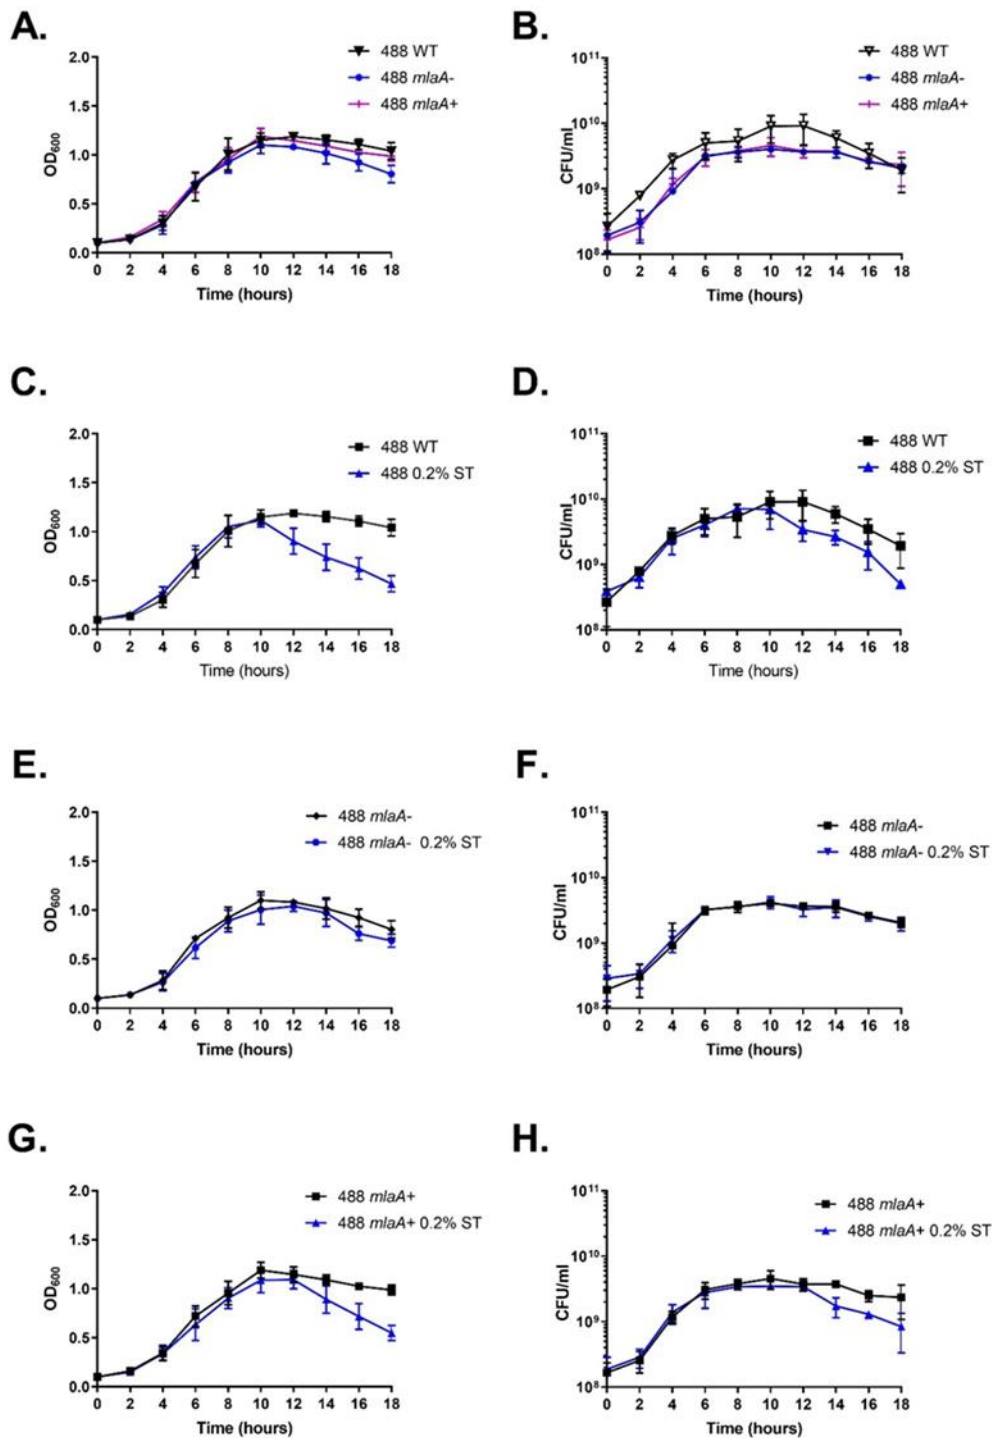 A.
488 WT
488 mlaA-
488 mlaA+
2.0
1.5
1.0
0.5
0.0
OD600
0 2 4 6 8 10 12 14 16 18
Time (hours)
B.
488 WT
488 mlaA-
488 mlaA+
10^11
10^10
10^9
10^8
CFU/ml
0 2 4 6 8 10 12 14 16 18
Time (hours)
C.
488 WT
488 0.2% ST
2.0
1.5
1.0
0.5
0.0
OD600
0 2 4 6 8 10 12 14 16 18
Time (hours)
D.
488 WT
488 0.2% ST
10^11
10^10
10^9
10^8
CFU/ml
0 2 4 6 8 10 12 14 16 18
Time (hours)
E.
488 mlaA-
488 mlaA- 0.2% ST
2.0
1.5
1.0
0.5
0.0
OD600
0 2 4 6 8 10 12 14 16 18
Time (hours)
F.
488 mlaA-
488 mlaA- 0.2% ST
10^11
10^10
10^9
10^8
CFU/ml
0 2 4 6 8 10 12 14 16 18
Time (hours)
G.
488 mlaA+
488 mlaA+ 0.2% ST
2.0
1.5
1.0
0.5
0.0
OD600
0 2 4 6 8 10 12 14 16 18
Time (hours)
H.
488 mlaA+
488 mlaA+ 0.2% ST
10^11
10^10
10^9
10^8
CFU/ml
0 2 4 6 8 10 12 14 16 18
Time (hours)